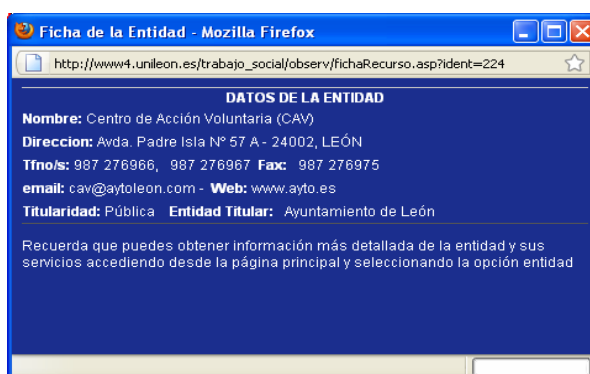 Ficha de la Entidad - Mozilla Firefox
http://www4.unileon.es/trabajo_social/observ/fichaRecurso.asp?ident=224
DATOS DE LA ENTIDAD
Nombre: Centro de Acción Voluntaria (CAV)
Direccion: Avda. Padre Isla Nº 57 A - 24002, LEÓN
Tfno/s: 987 276966, 987 276967 Fax: 987 276975
email: cav@aytoleon.com - Web: www.ayto.es
Titularidad: Pública Entidad Titular: Ayuntamiento de León
Recuerda que puedes obtener información más detallada de la entidad y sus
servicios accediendo desde la página principal y seleccionando la opción entidad